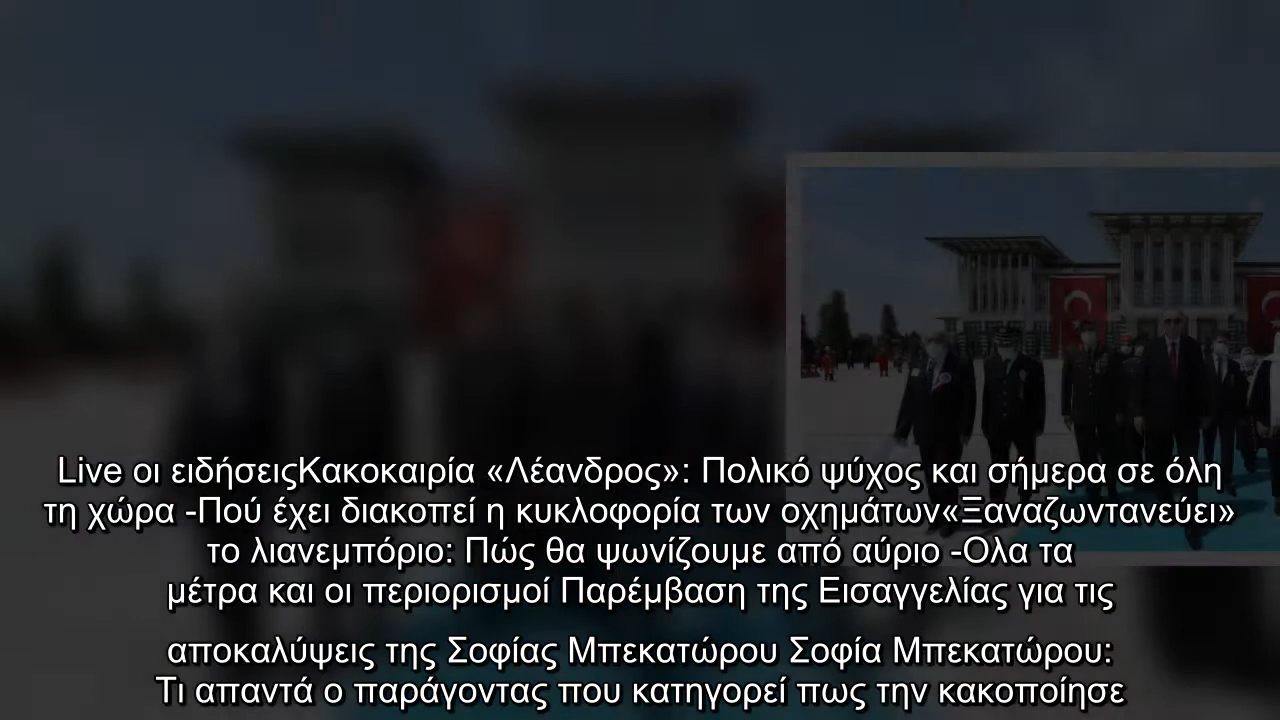 Live οι ειδήσειςΚακοκαιρία «Λέανδρος»: Πολικό ψύχος και σήμερα σε όλη
τη χώρα -Πού έχει διακοπεί η κυκλοφορία των οχημάτων«Ξαναζωντανεύει»
το λιανεμπόριο: Πώς θα ψωνίζουμε από αύριο -Ολα τα
μέτρα και οι περιορισμοί Παρέμβαση της Εισαγγελίας για τις
αποκαλύψεις της Σοφίας Μπεκατώρου Σοφία Μπεκατώρου:
Τι απαντά ο παράγοντας που κατηγορεί πως την κακοποίησε